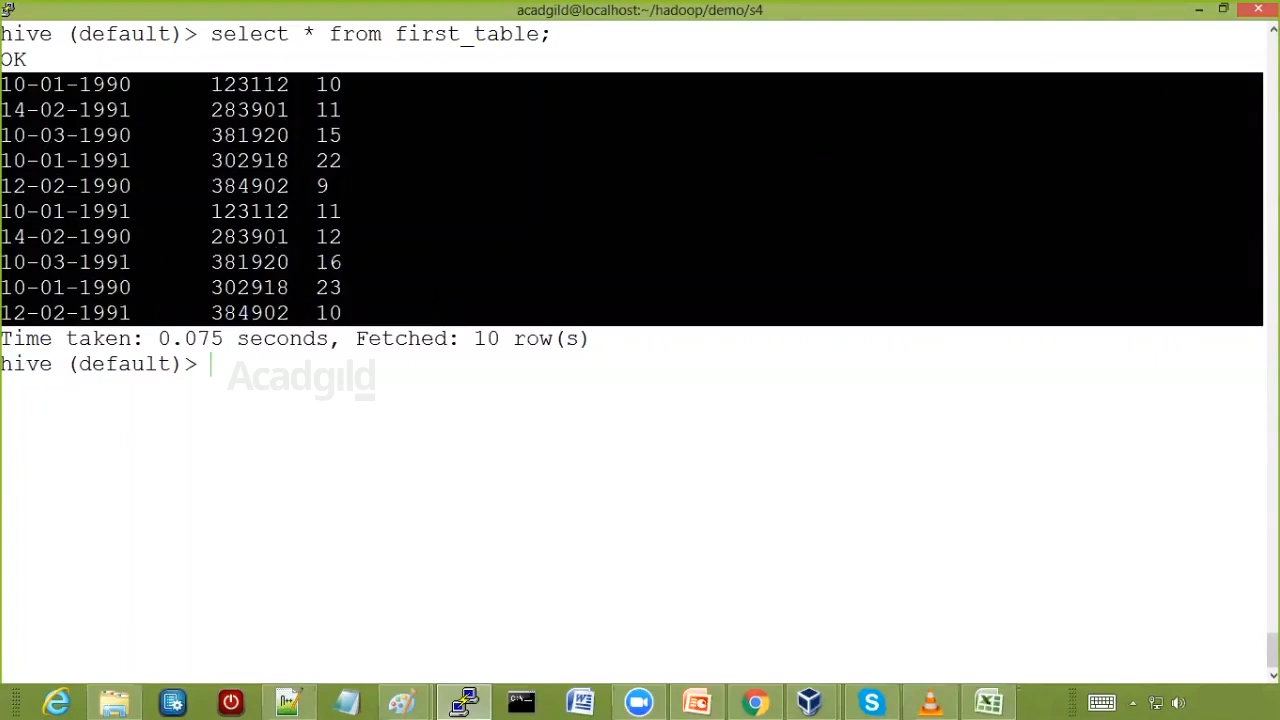 acadgild@localhost:~/hadoop/demo/s4
hive (default)> select * from first_table;
OK
10-01-1990 123112 10
14-02-1991 283901 11
10-03-1990 381920 15
10-01-1991 302918 22
12-02-1990 384902 9
10-01-1991 123112 11
14-02-1990 283901 12
10-03-1991 381920 16
10-01-1990 302918 23
12-02-1991 384902 10
Time taken: 0.075 seconds, Fetched: 10 row(s)
hive (default)>
Acadgild